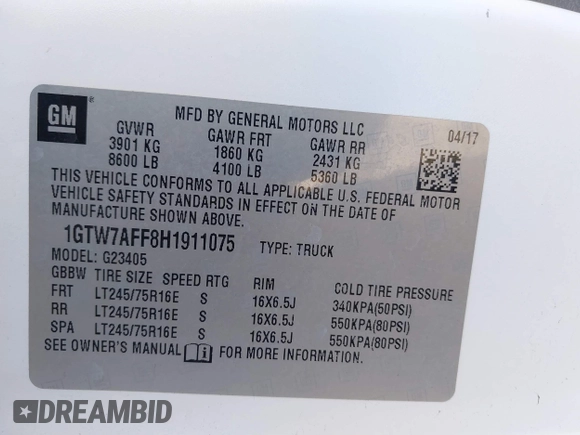 GM ®
MFD BY GENERAL MOTORS LLC
04/17
GVWR GAWR FRT GAWR RR
3901 KG 1860 KG 2431 KG
8600 LB 4100 LB 5360 LB
THIS VEHICLE CONFORMS TO ALL APPLICABLE U.S. FEDERAL MOTOR
VEHICLE SAFETY STANDARDS IN EFFECT ON THE DATE OF
MANUFACTURE SHOWN ABOVE.
1GTW7AFF8H1911075 TYPE: TRUCK
MODEL: G23405
GBBW TIRE SIZE SPEED RTG RIM COLD TIRE PRESSURE
FRT LT245/75R16E S 16X6.5J 340KPA(50PSI)
RR LT245/75R16E S 16X6.5J 550KPA(80PSI)
SPA LT245/75R16E S 16X6.5J 550KPA(80PSI)
SEE OWNER'S MANUAL FOR MORE INFORMATION.
DREAMBID